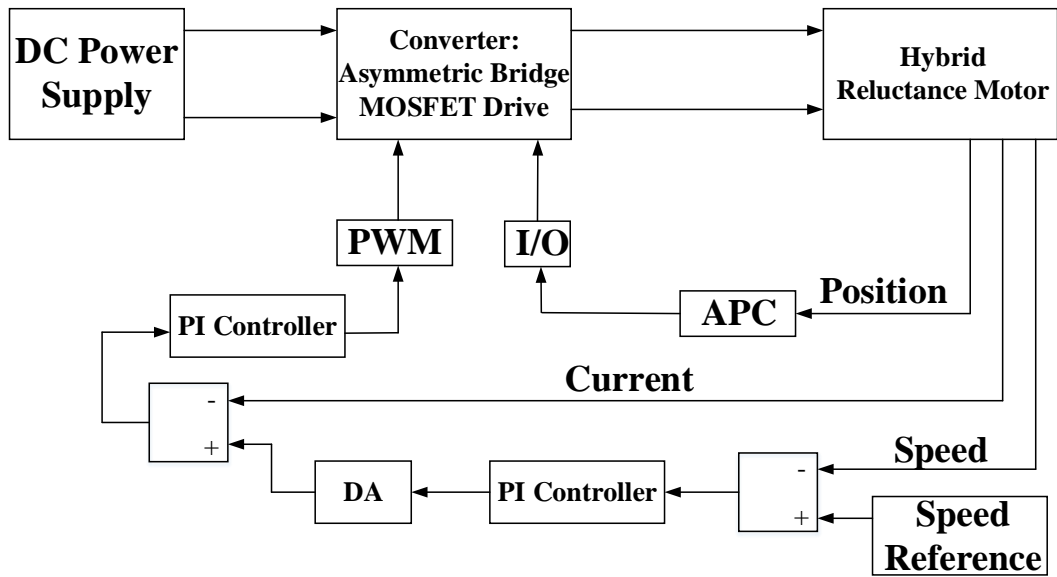 DC Power
Supply
Converter:
Asymmetric Bridge
MOSFET Drive
Hybrid
Reluctance Motor
PWM
I/O
PI Controller
APC
Position
Current
-
+
Speed
DA
PI Controller
-
+
Speed
Reference